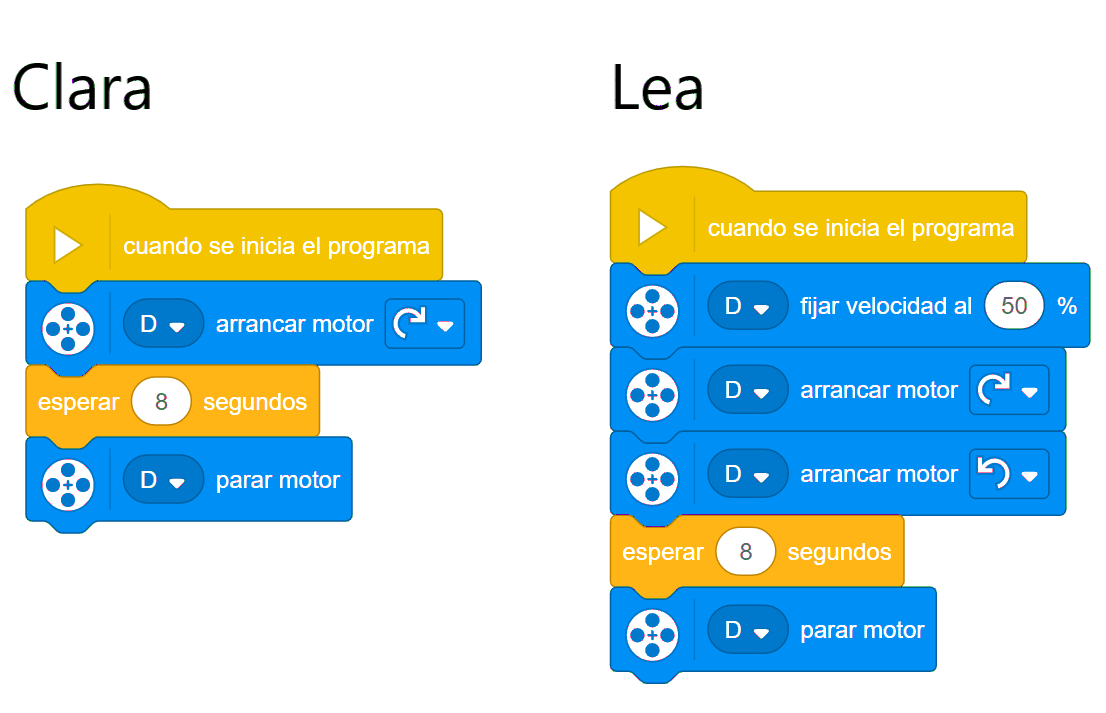 Clara
cuando se inicia el programa
D arrancar motor
esperar 8 segundos
D parar motor
Lea
cuando se inicia el programa
D fijar velocidad al 50 %
D arrancar motor
D arrancar motor
esperar 8 segundos
D parar motor